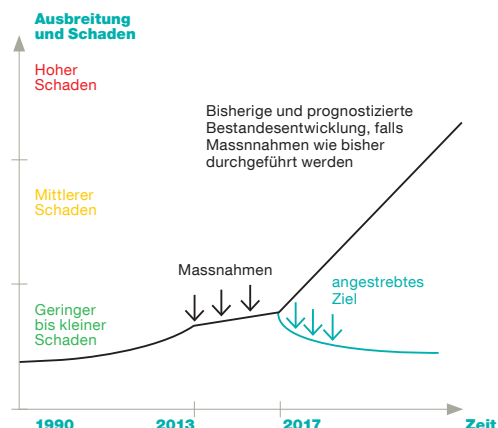 Ausbreitung
und Schaden
Hoher
Schaden
Bisherige und prognostizierte
Bestandesentwicklung, falls
Massnnahmen wie bisher
durchgeführt werden
Mittlerer
Schaden
Massnahmen
angestrebtes
Ziel
Geringer
bis kleiner
Schaden
1990 2013 2017 Zeit